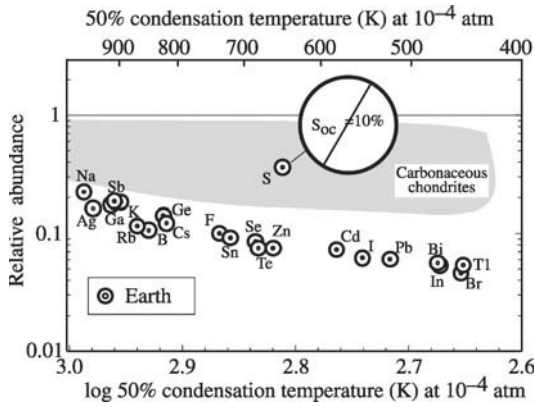 50% condensation temperature (K) at 10⁻⁴ atm
900 800 700 600 500 400
Relative abundance
1
0.1
0.01
S_oc =10%
Carbonaceous
chondrites
S
Na
Sb
Ag
Ga
K
Ge
Rb
B
Cs
F
Sn
Se
Te
Zn
Cd
I
Pb
Bi
In
T1
Br
Earth
3.0 2.9 2.8 2.7 2.6
log 50% condensation temperature (K) at 10⁻⁴ atm